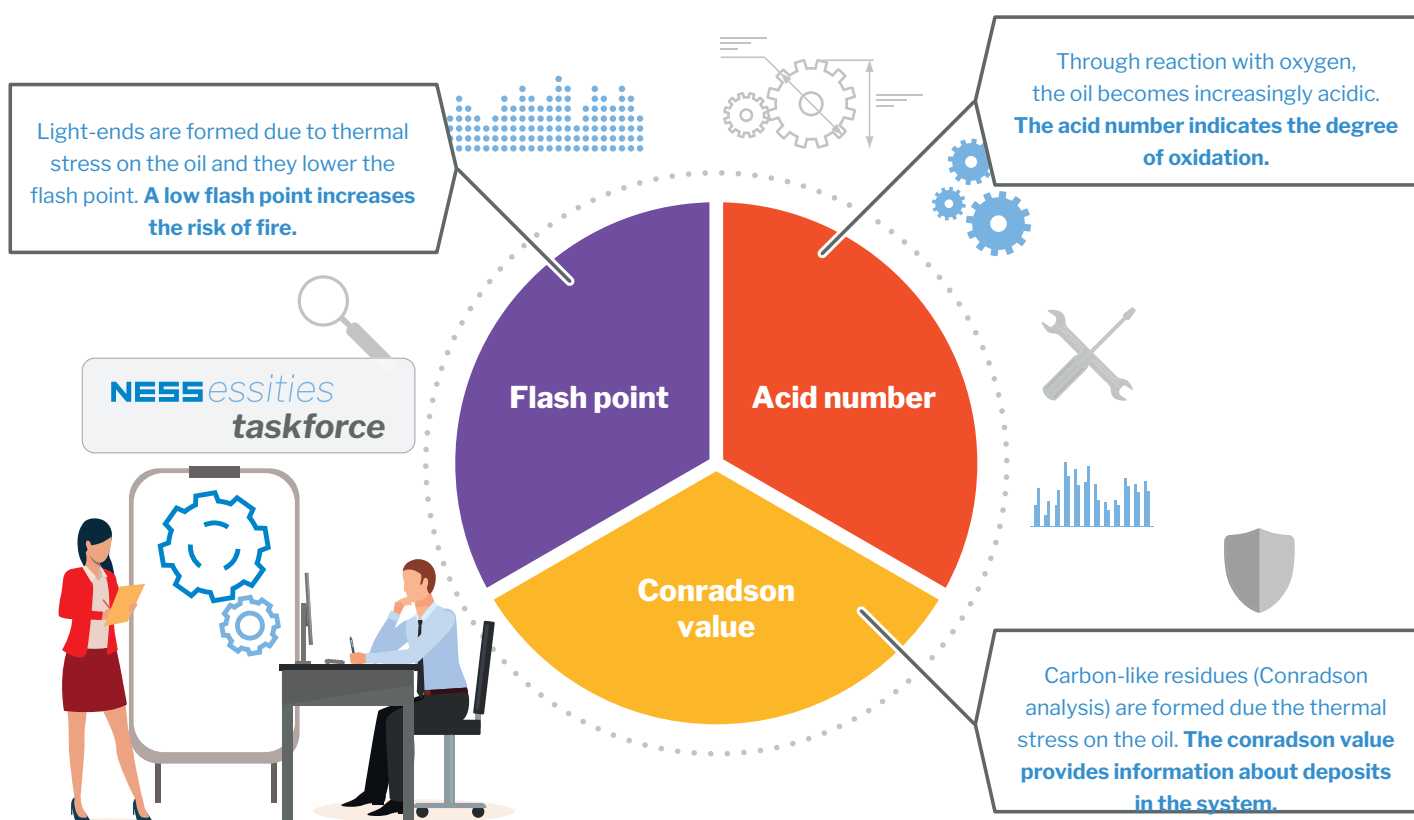 Through reaction with oxygen,
the oil becomes increasingly acidic.
The acid number indicates the degree
of oxidation.
Light-ends are formed due to thermal
stress on the oil and they lower the
flash point. A low flash point increases
the risk of fire.
NESSessities
taskforce
Flash point
Acid number
Conradson
value
Carbon-like residues (Conradson
analysis) are formed due the thermal
stress on the oil. The conradson value
provides information about deposits
in the system.